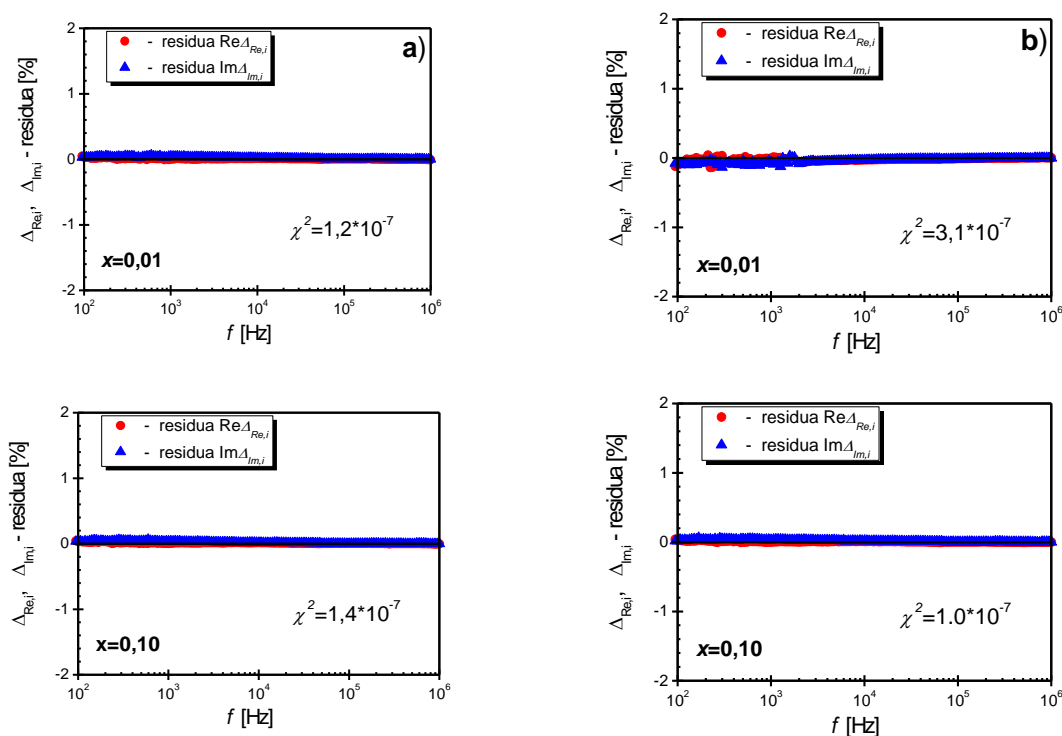 a)
- residua ReΔRe,i
- residua ImΔIm,i
ΔRe,i, ΔIm,i - residua [%]
2
1
0
-1
-2
χ²=1,2*10⁻⁷
x=0,01
10² 10³ 10⁴ 10⁵ 10⁶
f [Hz]
b)
- residua ReΔRe,i
- residua ImΔIm,i
ΔRe,i, ΔIm,i - residua [%]
2
1
0
-1
-2
χ²=3,1*10⁻⁷
x=0,01
10² 10³ 10⁴ 10⁵ 10⁶
f [Hz]
- residua ReΔRe,i
- residua ImΔIm,i
ΔRe,i, ΔIm,i - residua [%]
2
1
0
-1
-2
χ²=1,4*10⁻⁷
x=0,10
10² 10³ 10⁴ 10⁵ 10⁶
f [Hz]
- residua ReΔRe,i
- residua ImΔIm,i
ΔRe,i, ΔIm,i - residua [%]
2
1
0
-1
-2
χ²=1.0*10⁻⁷
x=0,10
10² 10³ 10⁴ 10⁵ 10⁶
f [Hz]